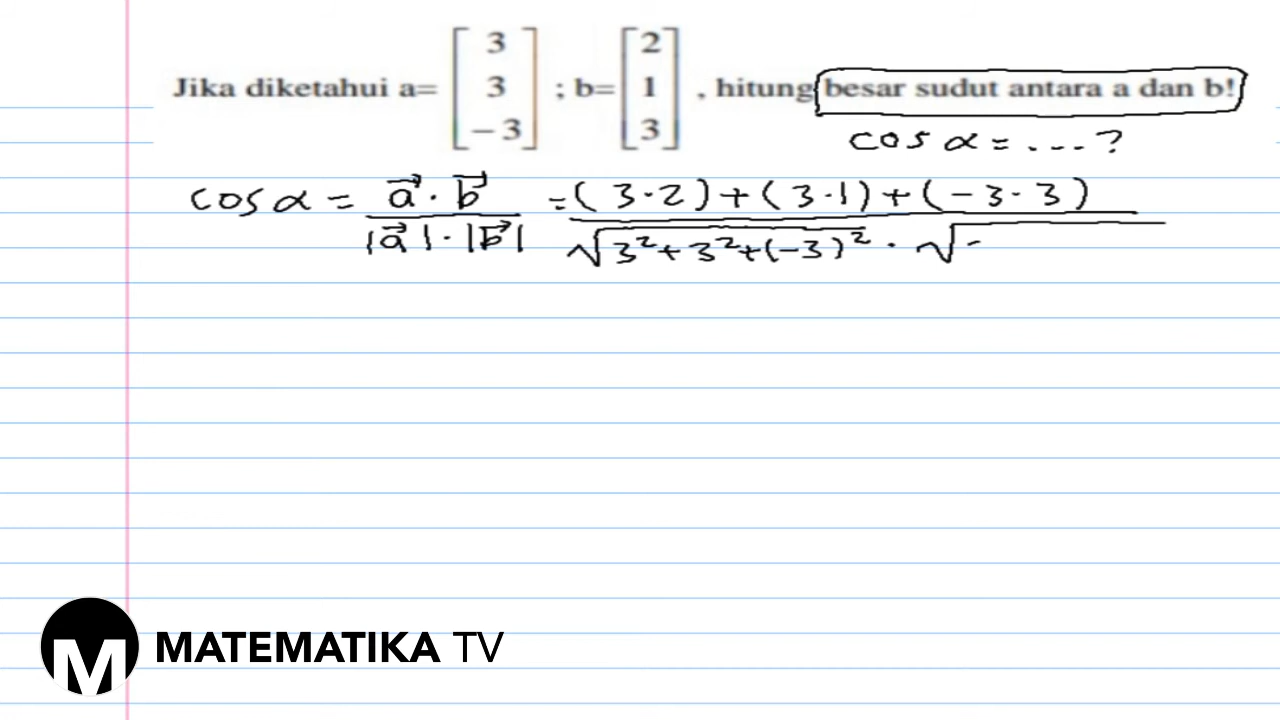 Jika diketahui a= [3 3 −3] ; b= [2 1 3] , hitung besar sudut antara a dan b!
cos α = ....?
cos α = a⃗ · b⃗ / |a⃗| · |b⃗| = (3·2) + (3·1) + (−3·3) / √3²+3²+(−3)² · √
M MATEMATIKA TV